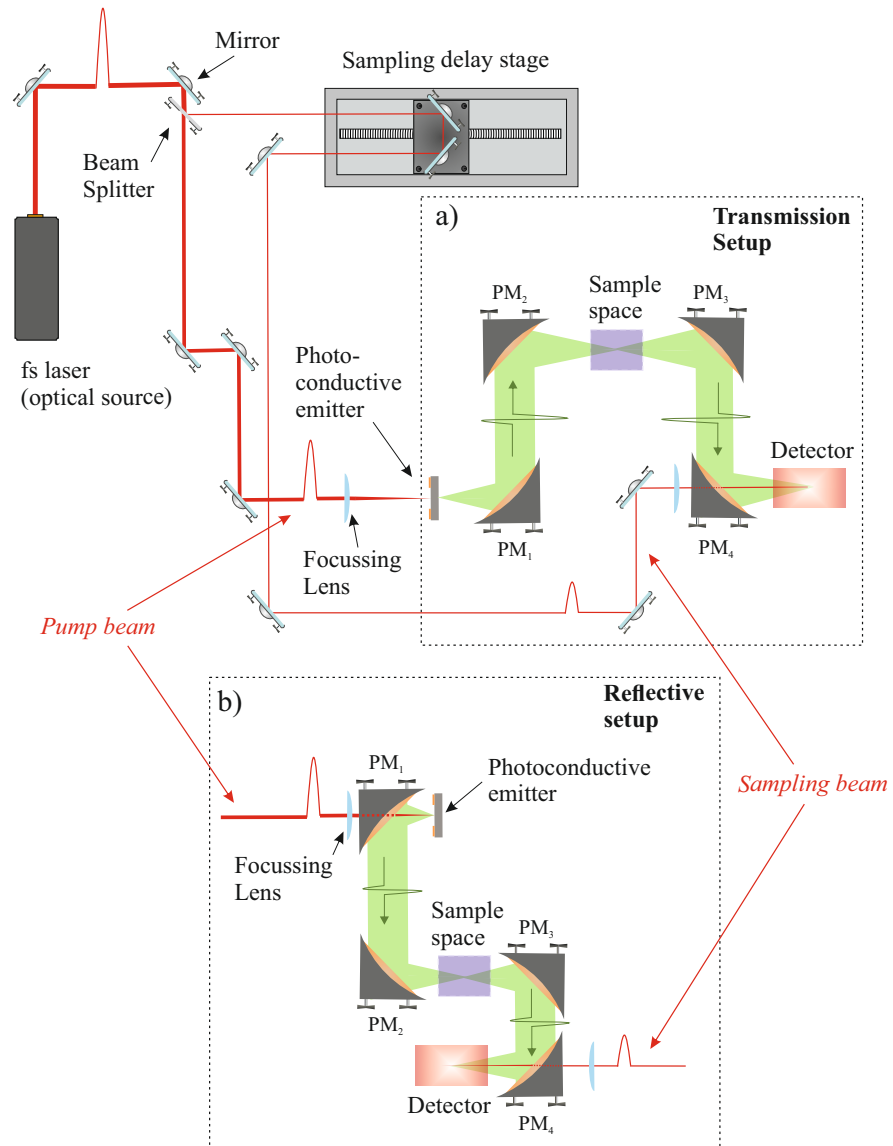 Mirror
Sampling delay stage
Beam
Splitter
fs laser
(optical source)
a)
Transmission
Setup
PM₂
Sample
space
PM₃
Photo-
conductive
emitter
Detector
PM₁
PM₄
Focussing
Lens
Pump beam
b)
Reflective
setup
PM₁
Photoconductive
emitter
Sampling beam
Focussing
Lens
Sample
space
PM₃
PM₂
Detector
PM₄